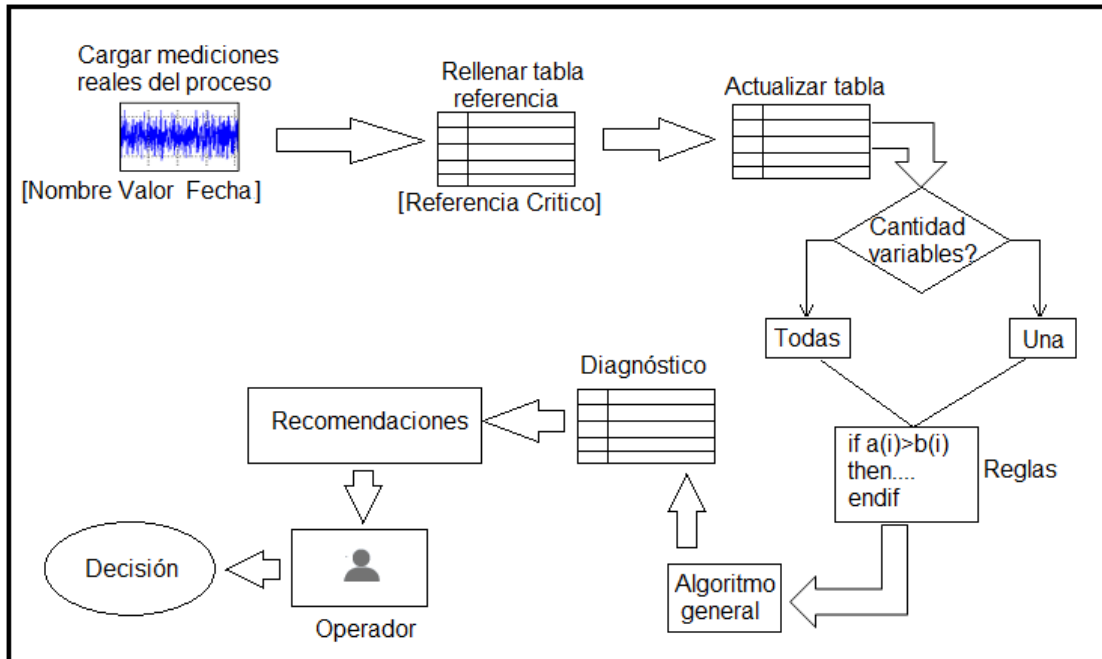 Cargar mediciones
reales del proceso
[Nombre Valor Fecha]
Rellenar tabla
referencia
[Referencia Critico]
Actualizar tabla
Cantidad
variables?
Todas
Una
if a(i)>b(i)
then....
endif
Reglas
Algoritmo
general
Diagnóstico
Recomendaciones
Operador
Decisión